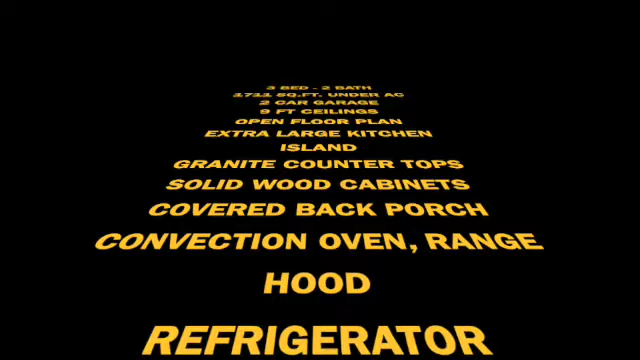 3 BED - 2 BATH
1711 SQ.FT. UNDER AC
2 CAR GARAGE
9 FT CEILINGS
OPEN FLOOR PLAN
EXTRA LARGE KITCHEN
ISLAND
GRANITE COUNTER TOPS
SOLID WOOD CABINETS
COVERED BACK PORCH
CONVECTION OVEN, RANGE
HOOD
REFRIGERATOR